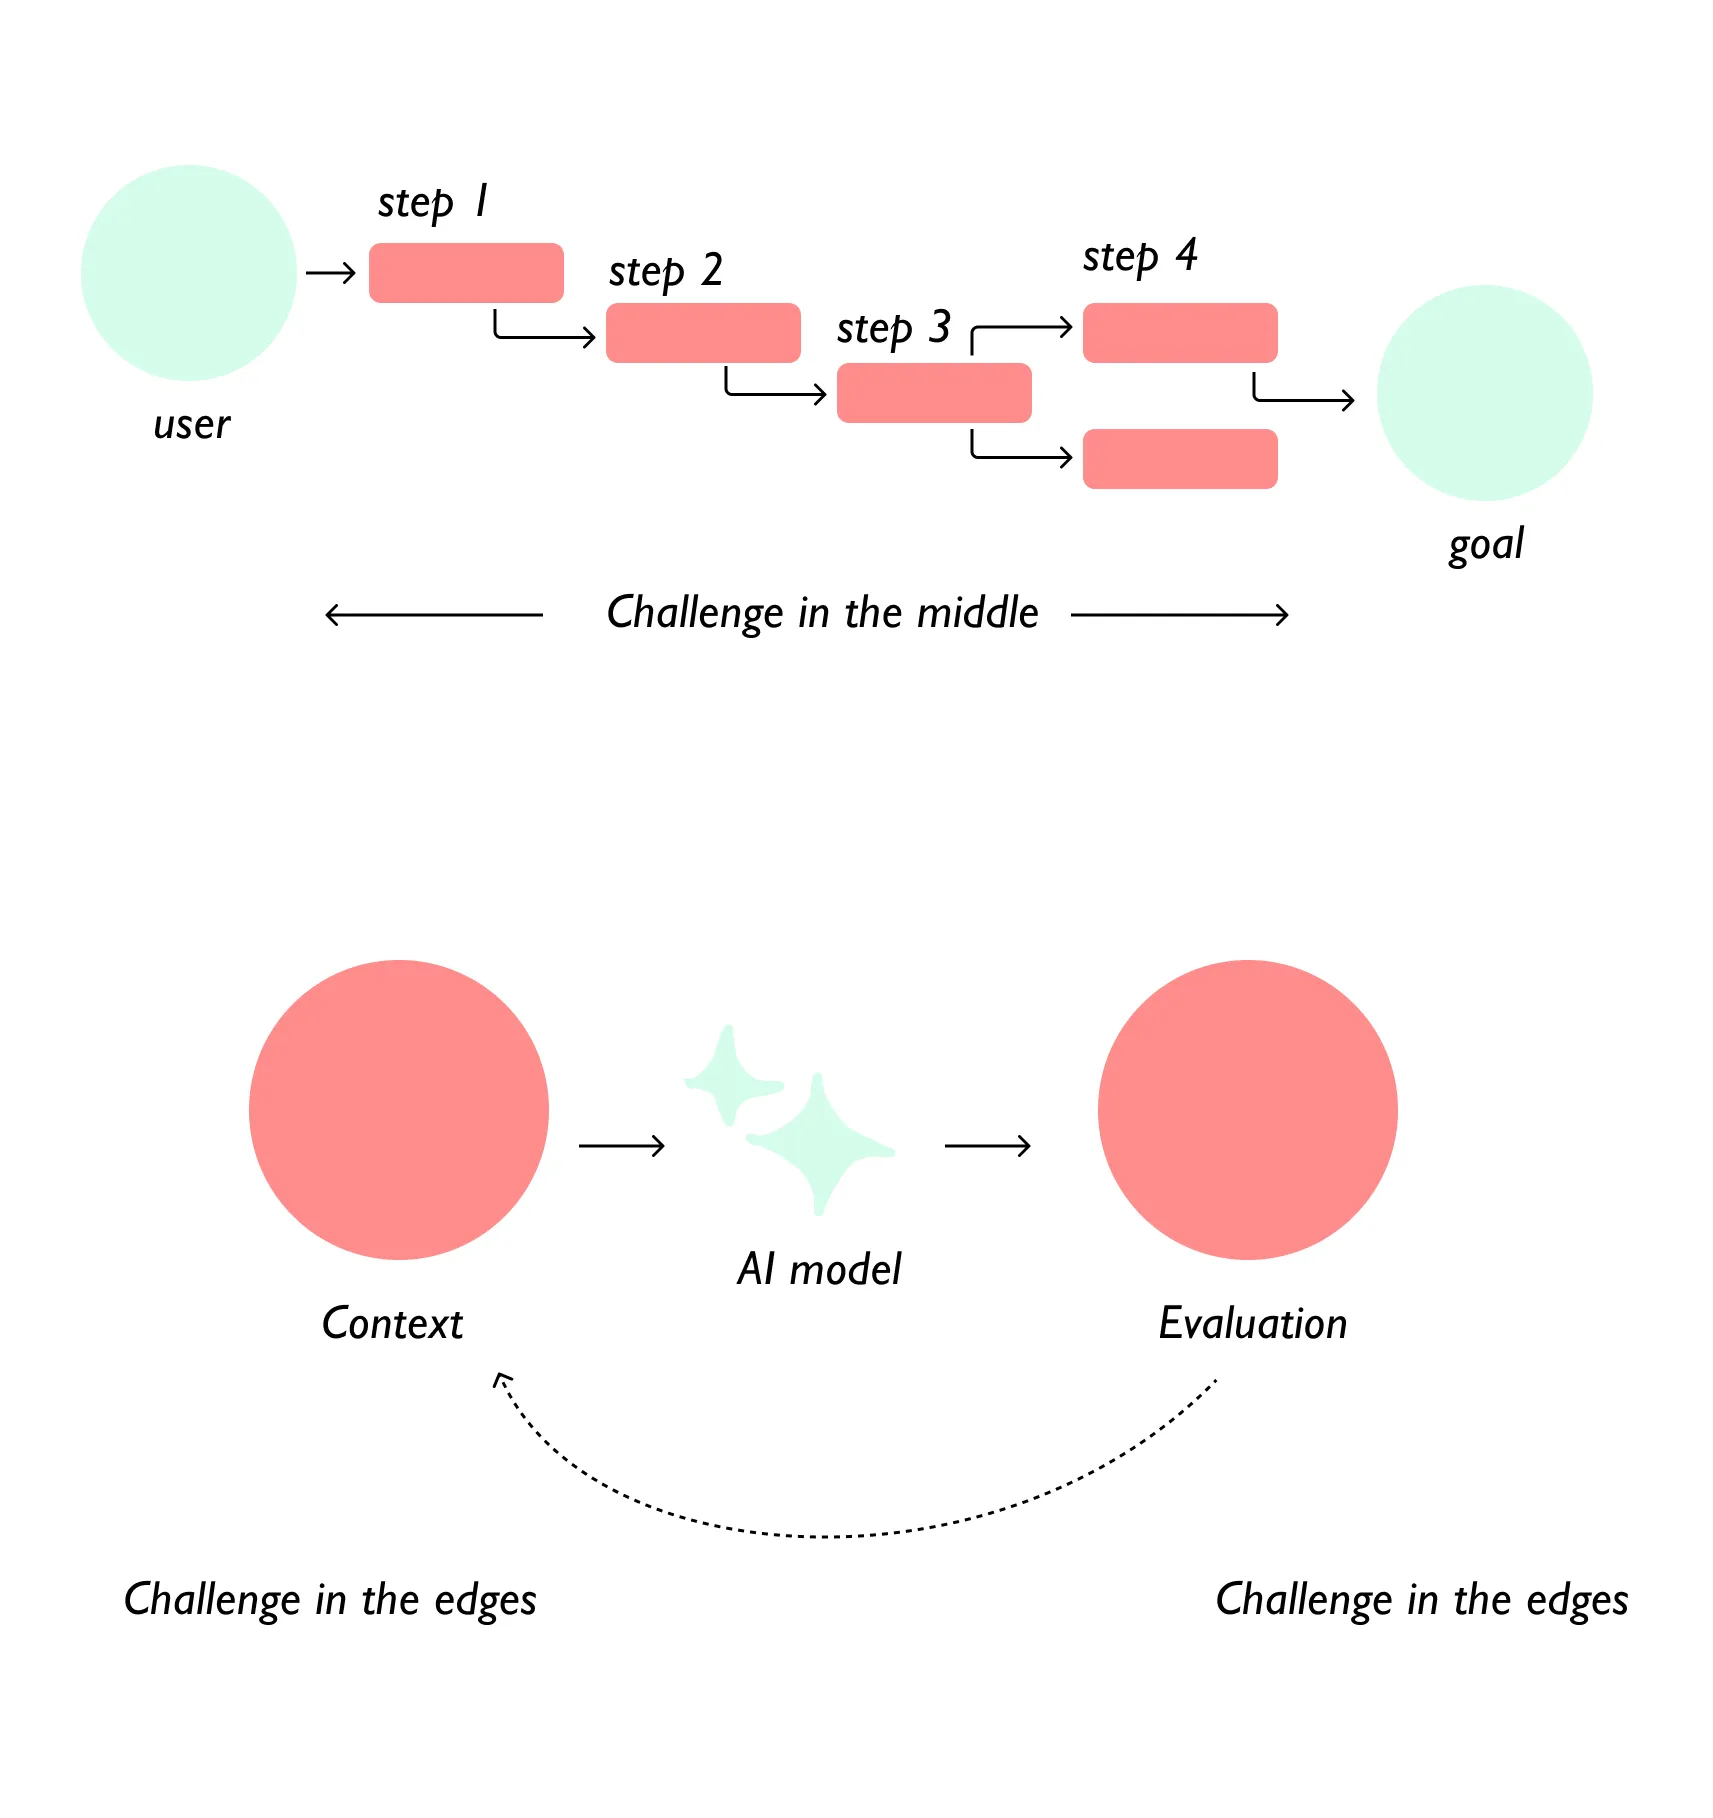 step 1
step 2
step 3
step 4
user
goal
Challenge in the middle
AI model
Context
Evaluation
Challenge in the edges
Challenge in the edges